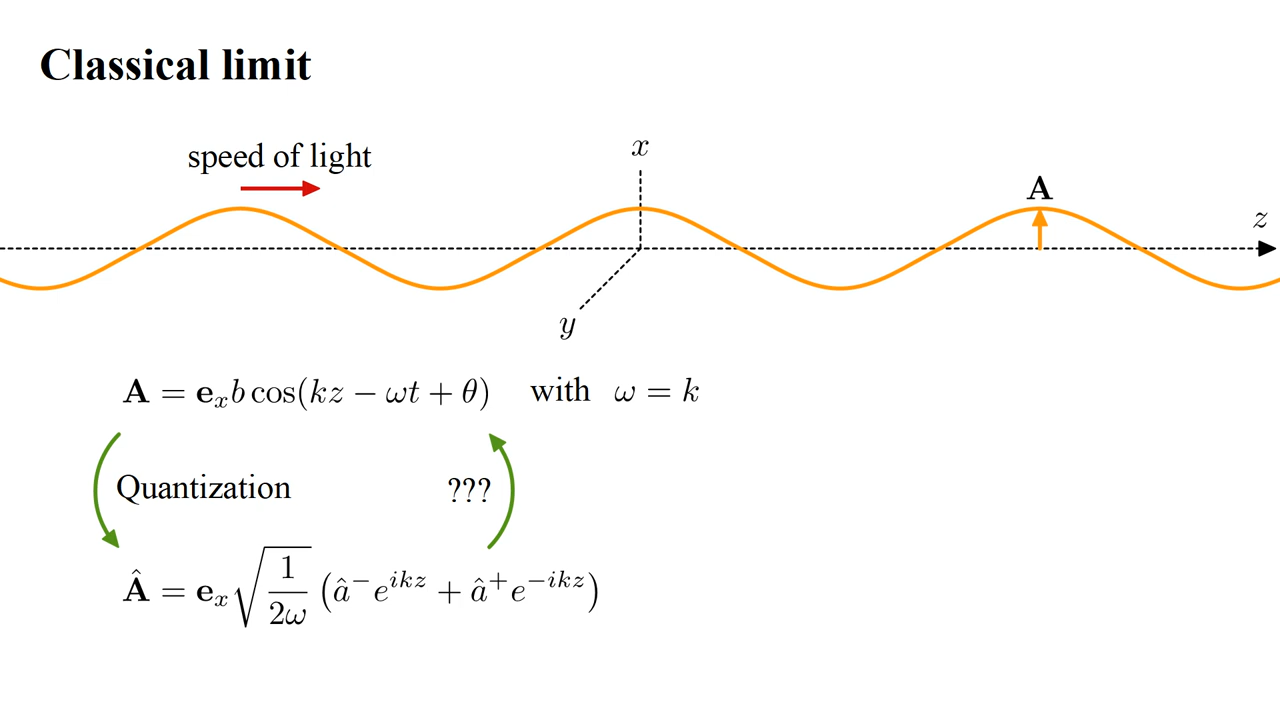 Classical limit
speed of light
x
A
z
y
A = e_x b cos(kz − ωt + θ) with ω = k
Quantization ???
Â = e_x √(1/2ω) (â⁻e^{ikz} + â⁺e^{−ikz})